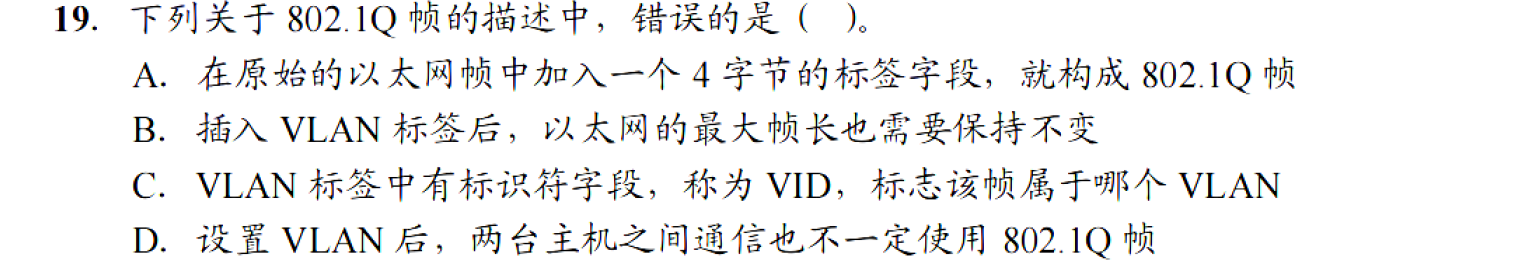 19. 下列关于 802.1Q 帧的描述中，错误的是（ ）。
A. 在原始的以太网帧中加入一个 4 字节的标签字段，就构成 802.1Q 帧
B. 插入 VLAN 标签后，以太网的最大帧长也需要保持不变
C. VLAN 标签中有标识符字段，称为 VID，标志该帧属于哪个 VLAN
D. 设置 VLAN 后，两台主机之间通信也不一定使用 802.1Q 帧